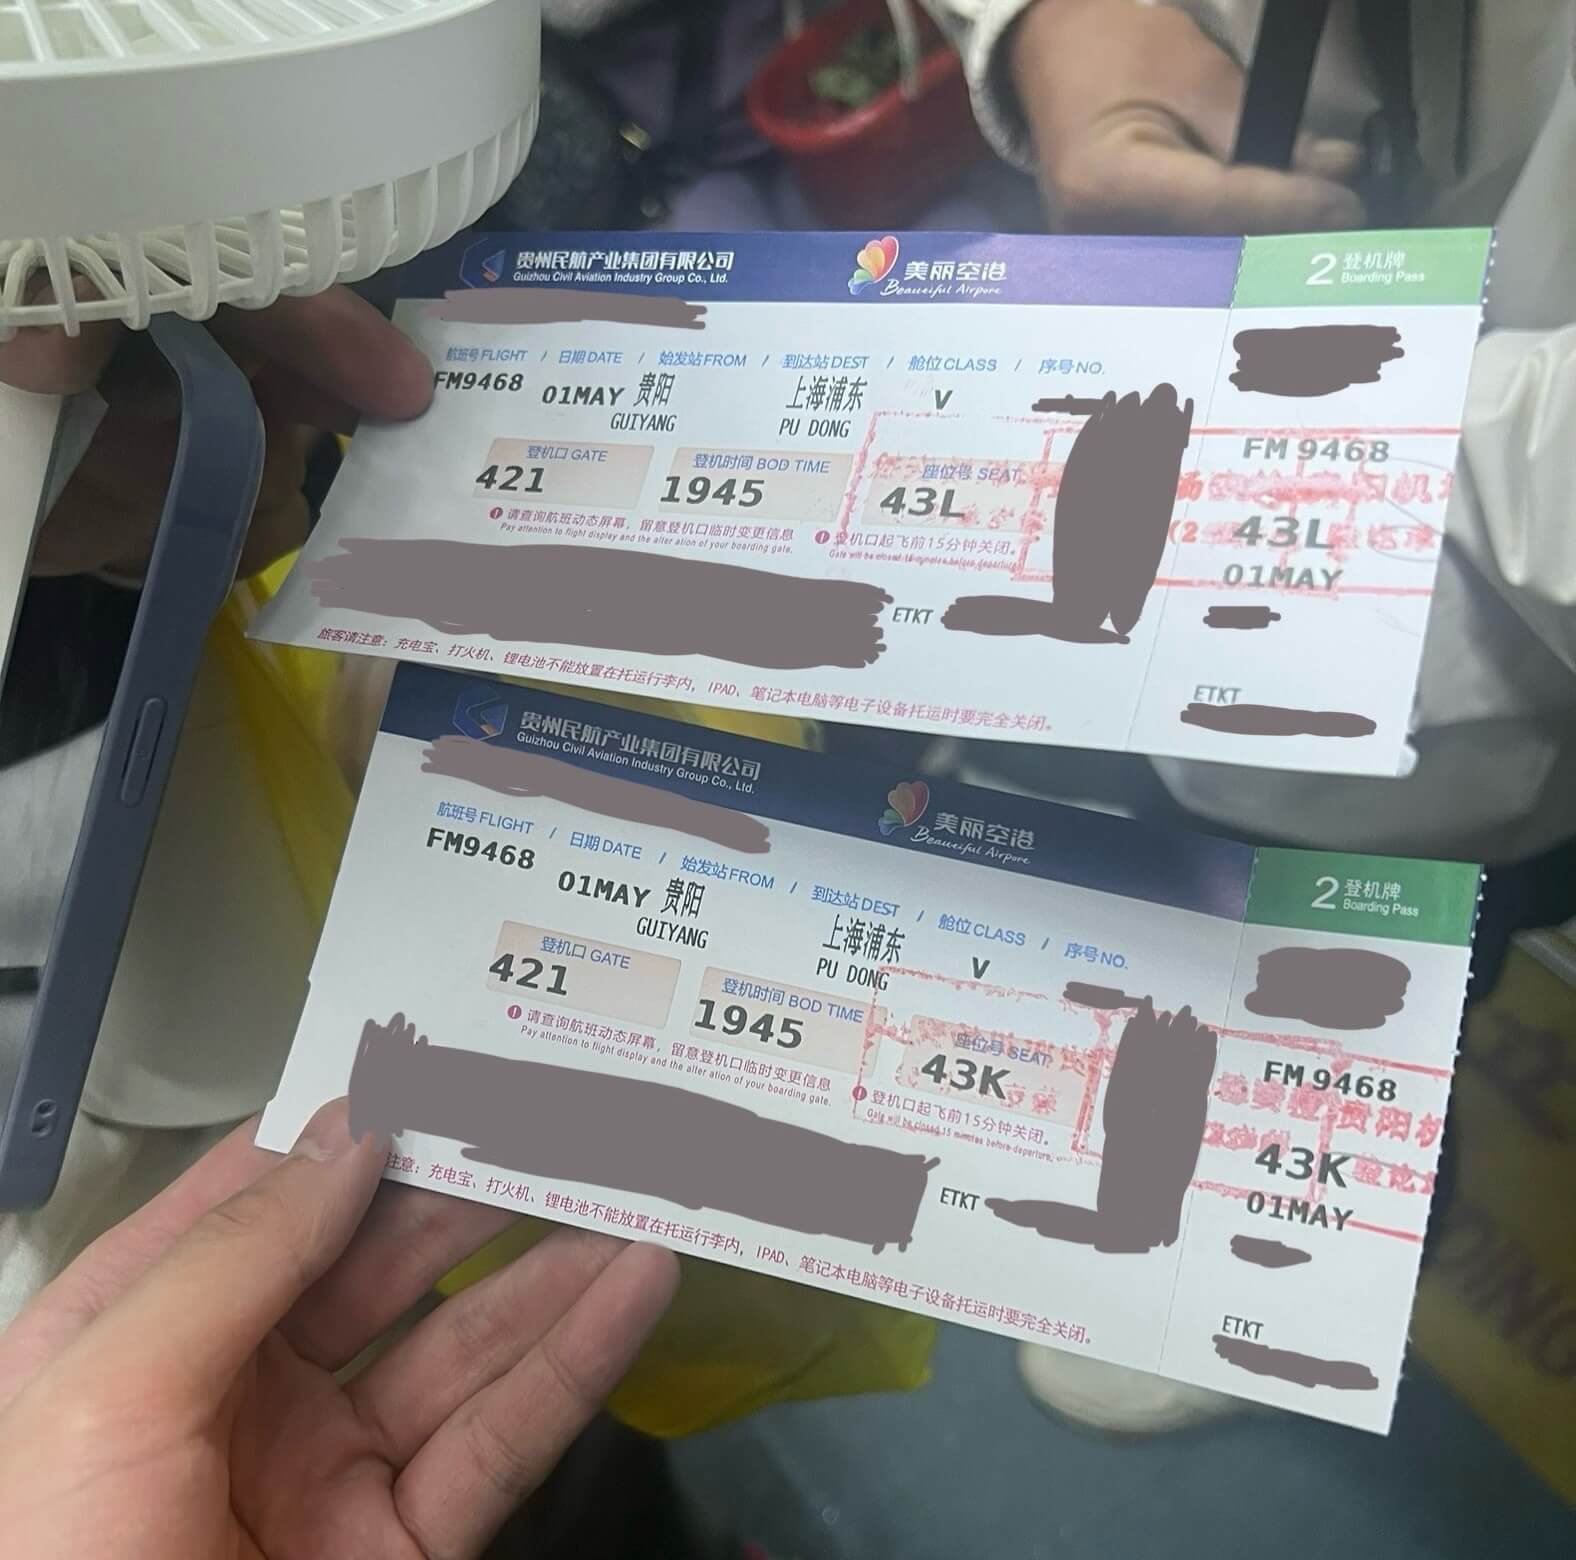 贵州民航产业集团有限公司
Guizhou Civil Aviation Industry Group Co., Ltd.
美丽空港
Beautiful Airport
2 登机牌
Boarding Pass
航班号 FLIGHT / 日期 DATE / 始发站 FROM / 到达站 DEST / 舱位 CLASS / 序号 NO.
FM9468 01MAY 贵阳 上海浦东 V
GUIYANG PU DONG
登机口 GATE 登机时间 BOD TIME 座位号 SEAT
421 1945 43L
请查询航班动态屏幕，留意登机口临时变更信息
Pay attention to flight display and the alter ation of your boarding gate.
登机口起飞前15分钟关闭。
Gate will be closed 15 minutes before departure.
ETKT
旅客请注意：充电宝、打火机、锂电池不能放置在托运行李内，IPAD、笔记本电脑等电子设备托运时要完全关闭。
FM 9468
43L
01MAY
ETKT
贵州民航产业集团有限公司
Guizhou Civil Aviation Industry Group Co., Ltd.
美丽空港
Beautiful Airport
2 登机牌
Boarding Pass
航班号 FLIGHT / 日期 DATE / 始发站 FROM / 到达站 DEST / 舱位 CLASS / 序号 NO.
FM9468 01MAY 贵阳 上海浦东 V
GUIYANG PU DONG
登机口 GATE 登机时间 BOD TIME 座位号 SEAT
421 1945 43K
请查询航班动态屏幕，留意登机口临时变更信息
Pay attention to flight display and the alter ation of your boarding gate.
登机口起飞前15分钟关闭。
Gate will be closed 15 minutes before departure.
ETKT
注意：充电宝、打火机、锂电池不能放置在托运行李内，IPAD、笔记本电脑等电子设备托运时要完全关闭。
FM 9468
贵阳机
43K
01MAY
ETKT